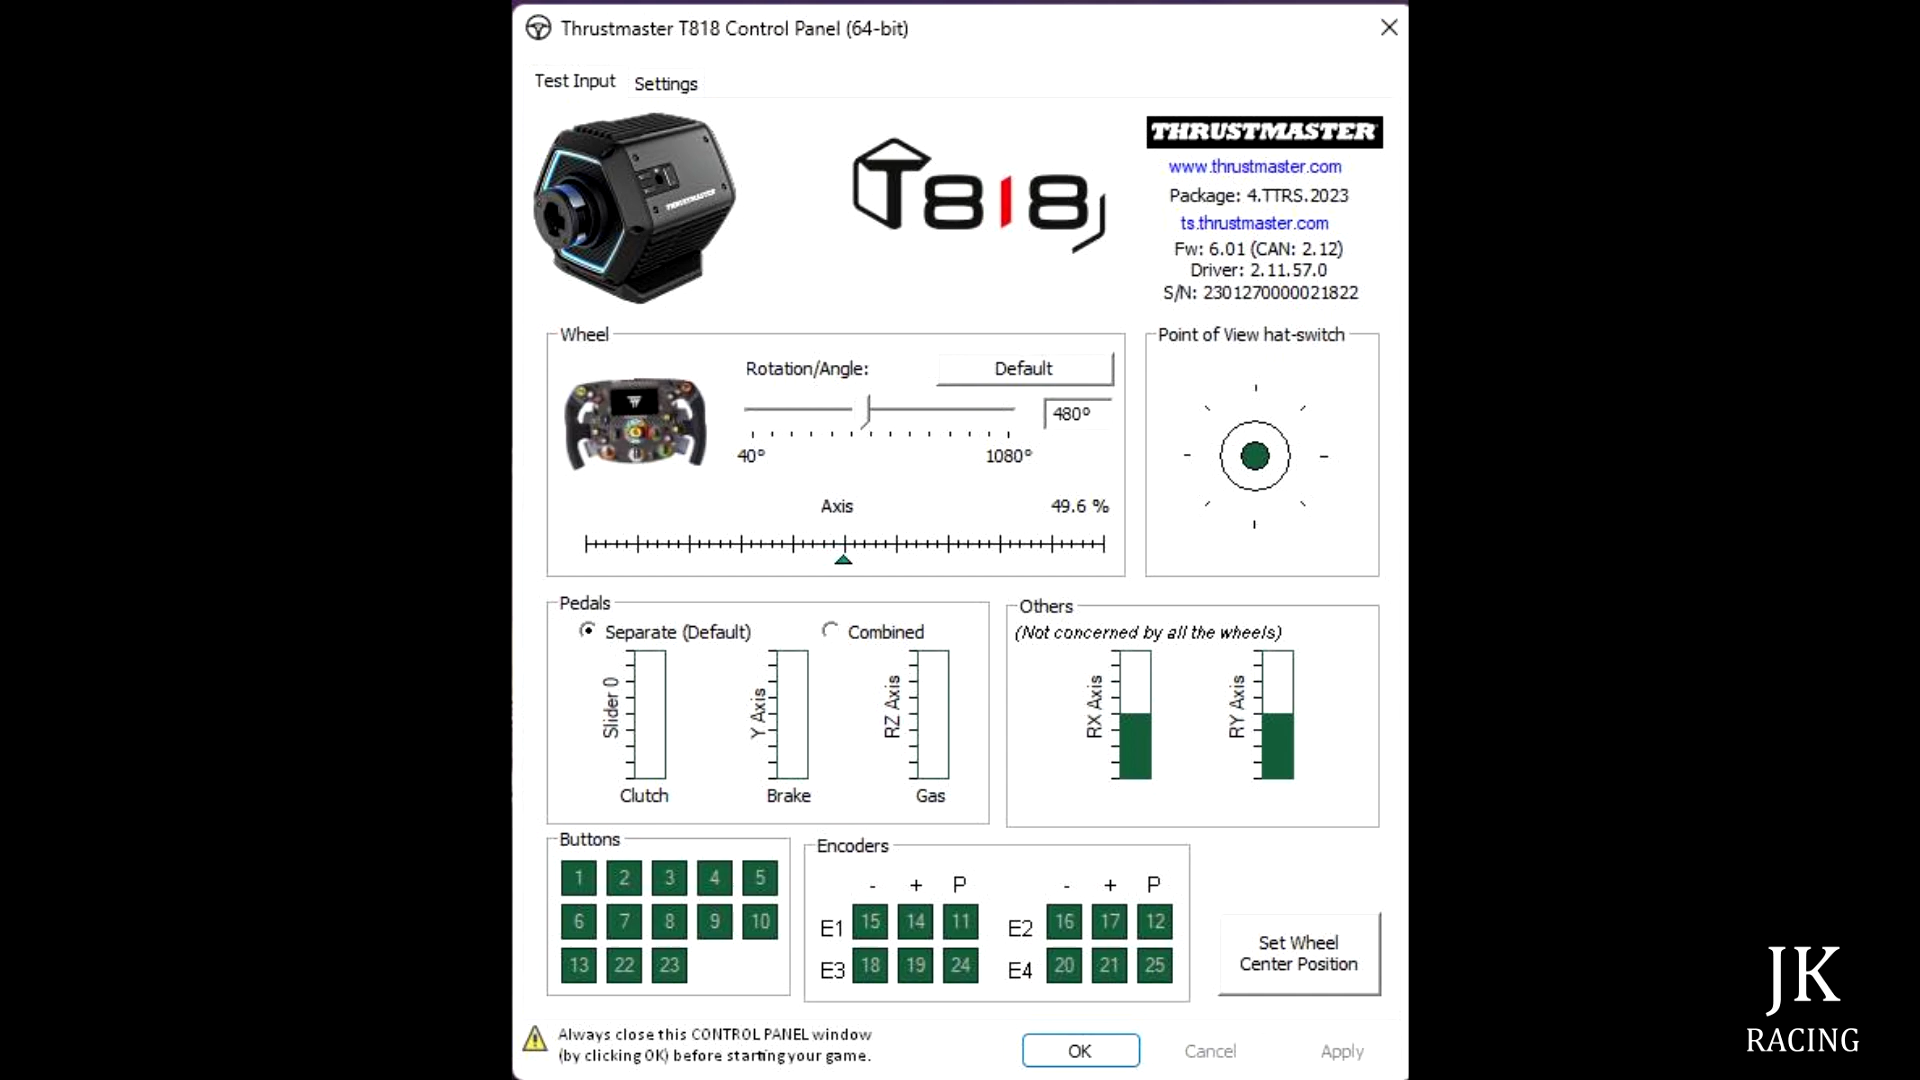 Thrustmaster T818 Control Panel (64-bit)
Test Input
Settings
THRUSTMASTER
T818
THRUSTMASTER
www.thrustmaster.com
Package: 4.TTRS.2023
ts.thrustmaster.com
Fw: 6.01 (CAN: 2.12)
Driver: 2.11.57.0
S/N: 2301270000021822
Wheel
Rotation/Angle:
Default
480°
40°
1080°
Axis
49.6 %
Point of View hat-switch
Pedals
Separate (Default)
Combined
Slider 0
Y Axis
RZ Axis
Clutch
Brake
Gas
Others
(Not concerned by all the wheels)
RX Axis
RY Axis
Buttons
1 2 3 4 5
6 7 8 9 10
13 22 23
Encoders
- + P - + P
E1 15 14 11 E2 16 17 12
E3 18 19 24 E4 20 21 25
Set Wheel
Center Position
Always close this CONTROL PANEL window
(by clicking OK) before starting your game.
OK
Cancel
Apply
JK
RACING